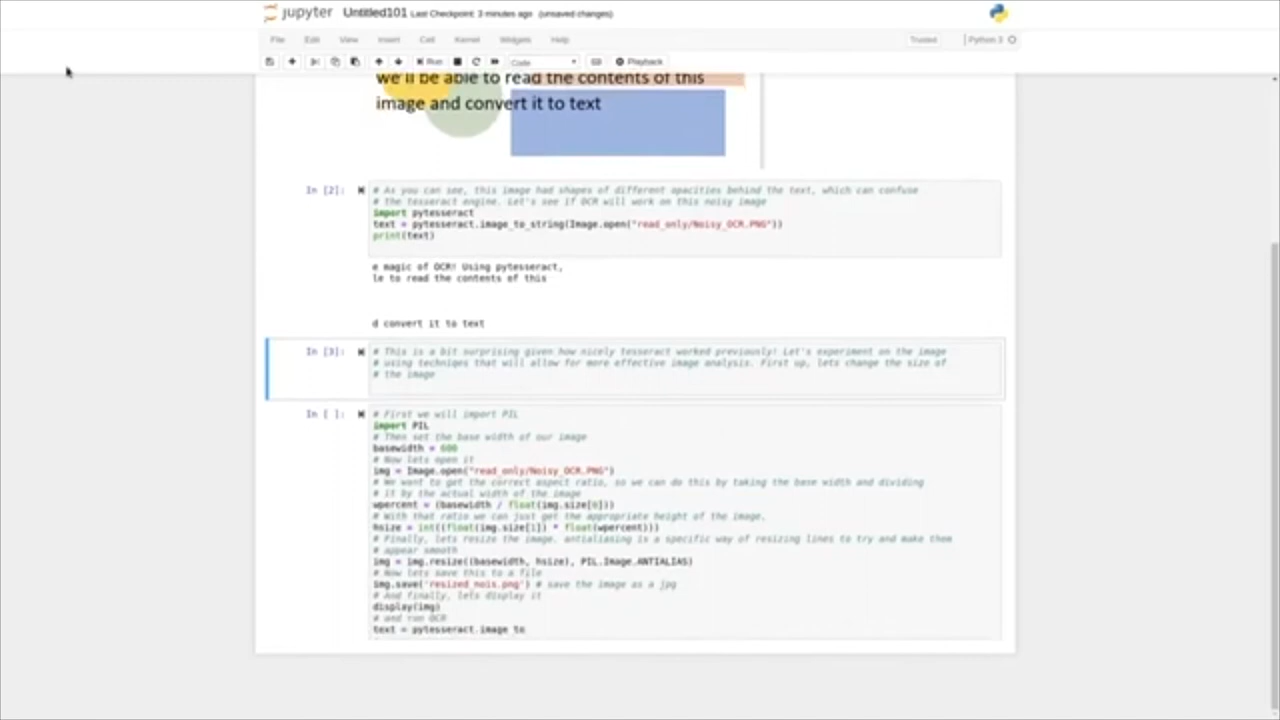 jupyter Untitled101 Last Checkpoint: 3 minutes ago (unsaved changes)
File Edit View Insert Cell Kernel Widgets Help Trusted Python 3
Run Code Playback
we'll be able to read the contents of this
image and convert it to text
In [2]:
# As you can see, this image had shapes of different opacities behind the text, which can confuse
# the tesseract engine. Let's see if OCR will work on this noisy image
import pytesseract
text = pytesseract.image_to_string(Image.open("read_only/Noisy_OCR.PNG"))
print(text)
e magic of OCR! Using pytesseract,
le to read the contents of this
d convert it to text
In [3]:
# This is a bit surprising given how nicely tesseract worked previously! Let's experiment on the image
# using techniqes that will allow for more effective image analysis. First up, lets change the size of
# the image
In [ ]:
# First we will import PIL
import PIL
# Then set the base width of our image
basewidth = 600
# Now lets open it
img = Image.open("read_only/Noisy_OCR.PNG")
# We want to get the correct aspect ratio, so we can do this by taking the base width and dividing
# it by the actual width of the image
wpercent = (basewidth / float(img.size[0]))
# With that ratio we can just get the appropriate height of the image.
hsize = int((float(img.size[1]) * float(wpercent)))
# Finally, lets resize the image. antialiasing is a specific way of resizing lines to try and make them
# appear smooth
img = img.resize((basewidth, hsize), PIL.Image.ANTIALIAS)
# Now lets save this to a file
img.save('resized_nois.png') # save the image as a jpg
# And finally, lets display it
display(img)
# and run OCR
text = pytesseract.image_to